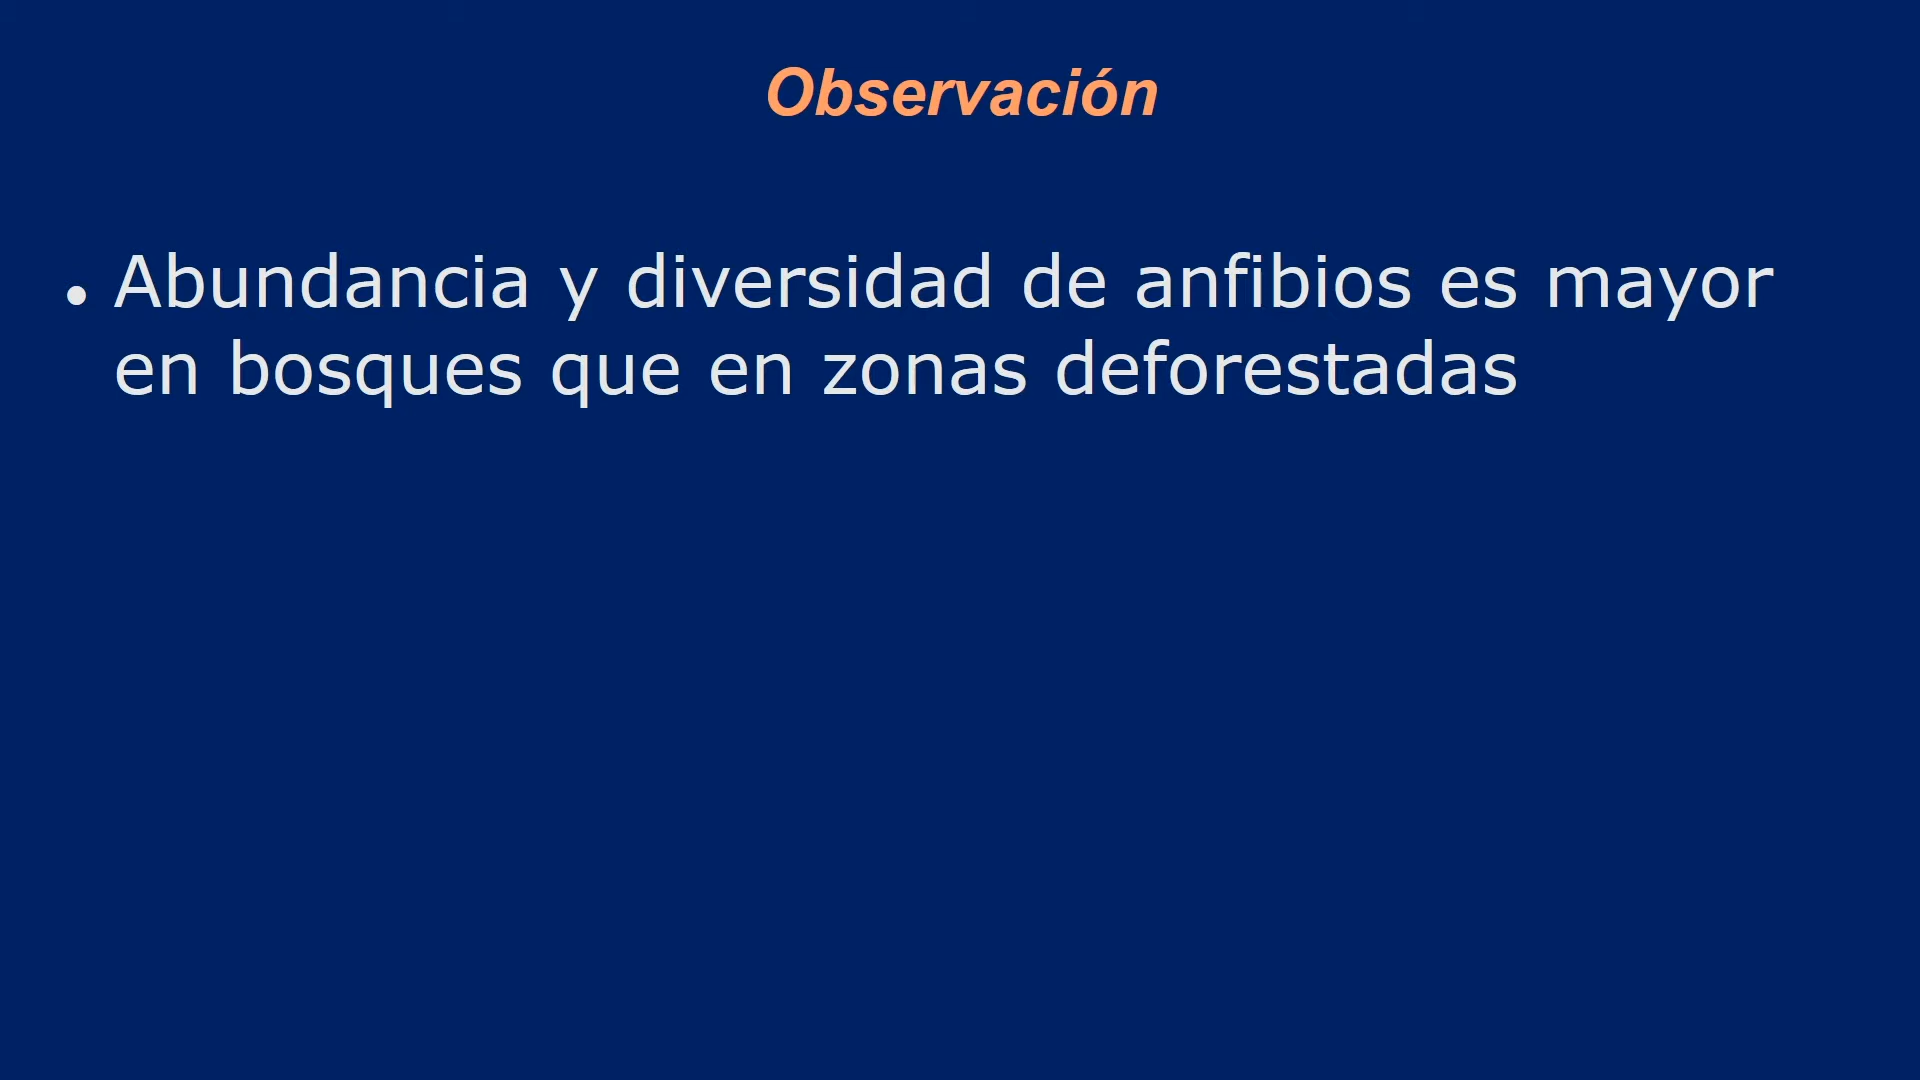 Observación
• Abundancia y diversidad de anfibios es mayor
en bosques que en zonas deforestadas